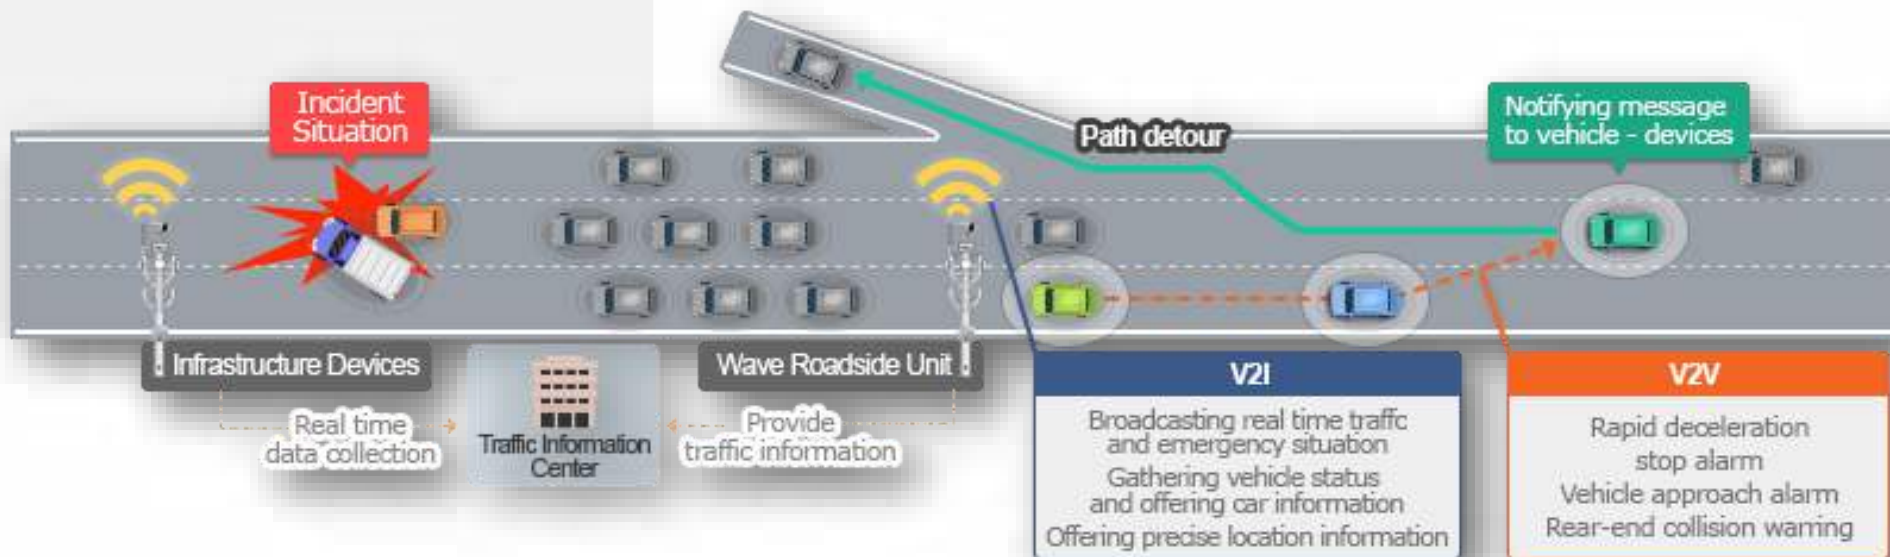 Incident
Situation
Path detour
Notifying message
to vehicle - devices
Infrastructure Devices
Wave Roadside Unit
Real time
data collection
Traffic Information
Center
Provide
traffic information
V2I
Broadcasting real time traffc
and emergency situation
Gathering vehicle status
and offering car information
Offering precise location information
V2V
Rapid deceleration
stop alarm
Vehicle approach alarm
Rear-end collision warring